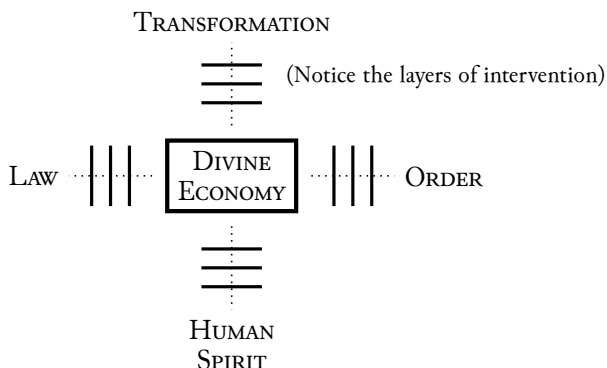 TRANSFORMATION
(Notice the layers of intervention)
LAW
DIVINE
ECONOMY
ORDER
HUMAN
SPIRIT